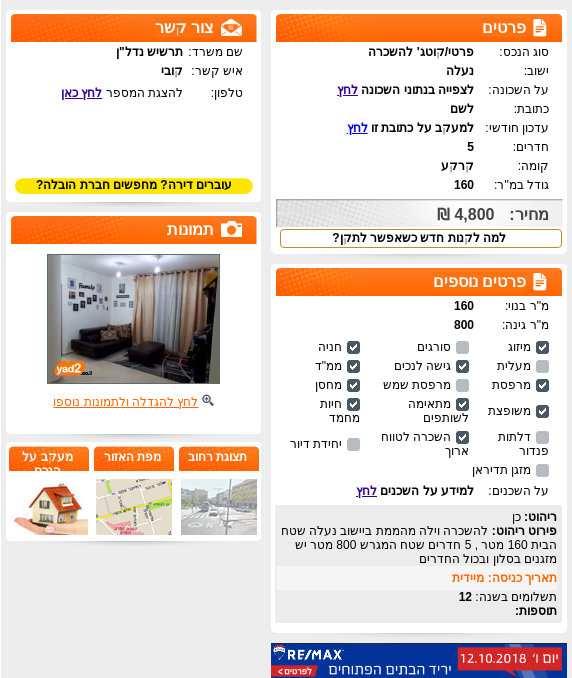 פרטים
סוג הנכס: פרטי/קוטג' להשכרה
ישוב: נעלה
על השכונה: לצפייה בנתוני השכונה לחץ
כתובת: לשם
עדכון חודשי: למעקב על כתובת זו לחץ
חדרים: 5
קומה: קרקע
גודל במ"ר: 160
מחיר: 4,800 ₪
למה לקנות חדש כשאפשר לתקן?
פרטים נוספים
מ"ר בנוי: 160
מ"ר גינה: 800
מיזוג סורגים חניה
מעלית גישה לנכים ממ"ד
מרפסת מרפסת שמש מחסן
משופצת מתאימה לשותפים חיות מחמד
דלתות פנדור השכרה לטווח ארוך יחידת דיור
מזגן תדיראן
על השכנים: למידע על השכנים לחץ
ריהוט: כן
פירוט ריהוט: להשכרה וילה מהממת ביישוב נעלה שטח
הבית 160 מטר , 5 חדרים שטח המגרש 800 מטר יש
מזגנים בסלון ובכול החדרים
תאריך כניסה: מיידית
תשלומים בשנה: 12
תוספות:
יום ו' 12.10.2018
RE/MAX
יריד הבתים הפתוחים
לפרטים >
צור קשר
שם משרד: תרשיש נדל"ן
איש קשר: קובי
טלפון: להצגת המספר לחץ כאן
עוברים דירה? מחפשים חברת הובלה?
תמונות
Family
yad2
.co.il
לחץ להגדלה ולתמונות נוספו
תצוגת רחוב
מפת האזור
מעקב על
הנכס